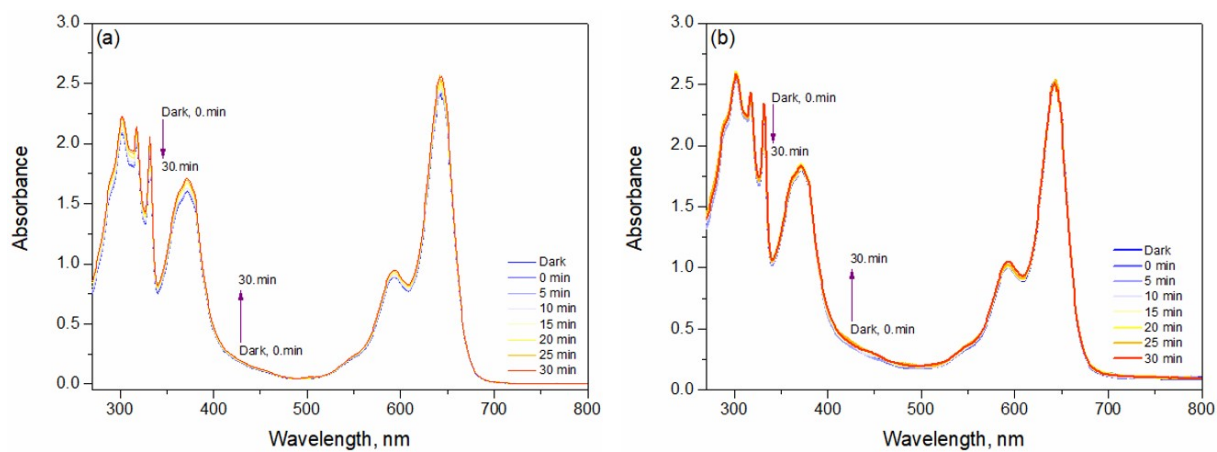 (a)
3.0
2.5
2.0
1.5
1.0
0.5
0.0
Absorbance
Dark, 0.min
30.min
30.min
Dark, 0.min
Dark
0 min
5 min
10 min
15 min
20 min
25 min
30 min
300 400 500 600 700 800
Wavelength, nm
(b)
3.0
2.5
2.0
1.5
1.0
0.5
0.0
Absorbance
Dark, 0.min
30.min
30.min
Dark, 0.min
Dark
0 min
5 min
10 min
15 min
20 min
25 min
30 min
300 400 500 600 700 800
Wavelength, nm